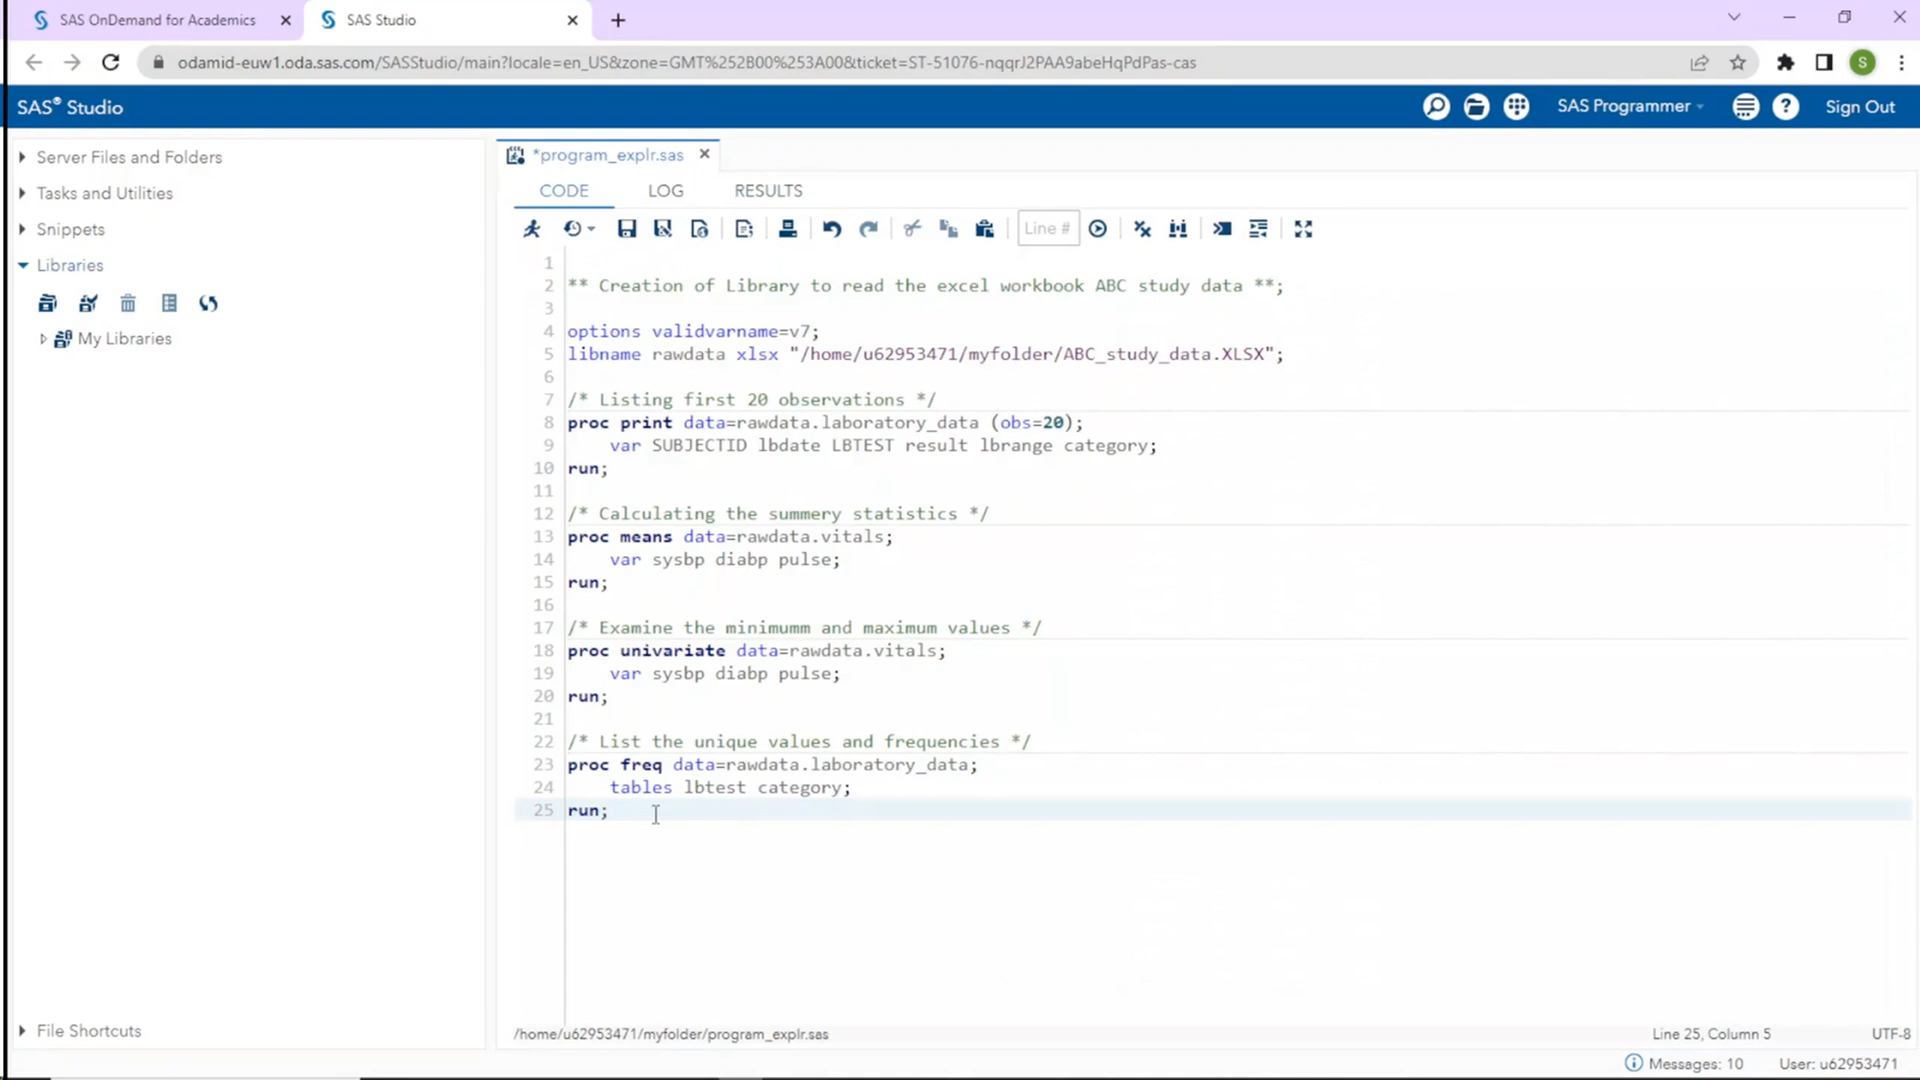 SAS OnDemand for Academics
SAS Studio
odamid-euw1.oda.sas.com/SASStudio/main?locale=en_US&zone=GMT%252B00%253A00&ticket=ST-51076-nqqrJ2PAA9abeHqPdPas-cas
S
SAS® Studio
SAS Programmer
Sign Out
Server Files and Folders
Tasks and Utilities
Snippets
Libraries
My Libraries
File Shortcuts
*program_explr.sas
CODE LOG RESULTS
Line #
1
2 ** Creation of Library to read the excel workbook ABC study data **;
3
4 options validvarname=v7;
5 libname rawdata xlsx "/home/u62953471/myfolder/ABC_study_data.XLSX";
6
7 /* Listing first 20 observations */
8 proc print data=rawdata.laboratory_data (obs=20);
9 var SUBJECTID lbdate LBTEST result lbrange category;
10 run;
11
12 /* Calculating the summery statistics */
13 proc means data=rawdata.vitals;
14 var sysbp diabp pulse;
15 run;
16
17 /* Examine the minimumm and maximum values */
18 proc univariate data=rawdata.vitals;
19 var sysbp diabp pulse;
20 run;
21
22 /* List the unique values and frequencies */
23 proc freq data=rawdata.laboratory_data;
24 tables lbtest category;
25 run;
/home/u62953471/myfolder/program_explr.sas
Line 25, Column 5
UTF-8
Messages: 10
User: u62953471